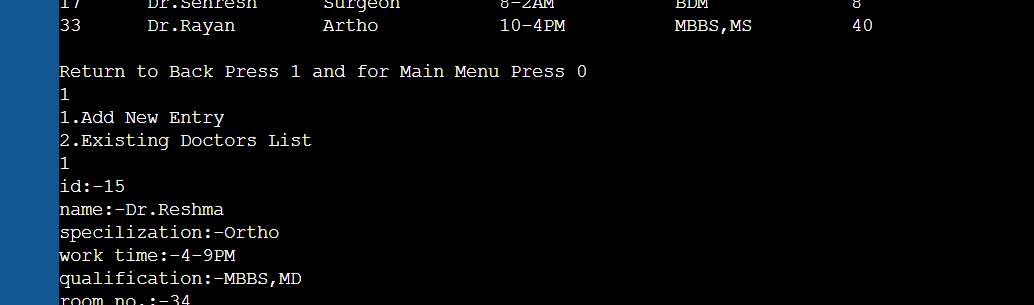 17 Dr.Sehresh Surgeon 8-2AM BDM 8
33 Dr.Rayan Artho 10-4PM MBBS,MS 40
Return to Back Press 1 and for Main Menu Press 0
1
1.Add New Entry
2.Existing Doctors List
1
id:-15
name:-Dr.Reshma
specilization:-Ortho
work time:-4-9PM
qualification:-MBBS,MD
room no.:-34